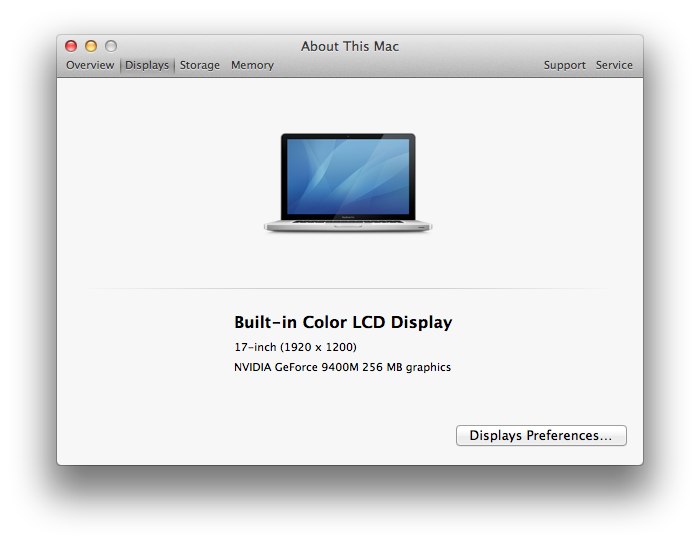 About This Mac
Overview Displays Storage Memory Support Service
Built-in Color LCD Display
17-inch (1920 x 1200)
NVIDIA GeForce 9400M 256 MB graphics
Displays Preferences...